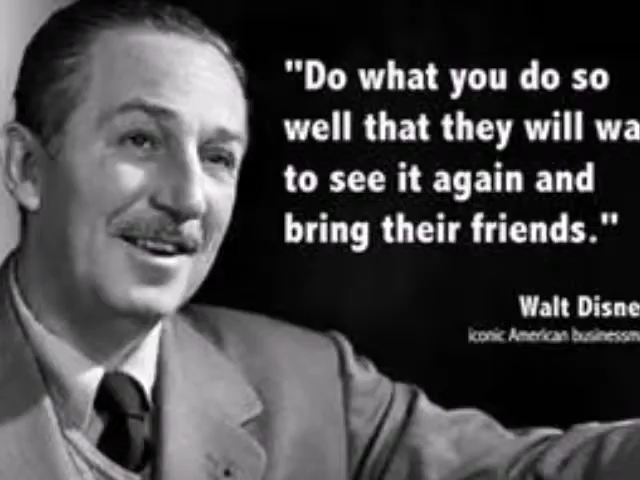 "Do what you do so
well that they will wa
to see it again and
bring their friends."
Walt Disne
iconic American businessm